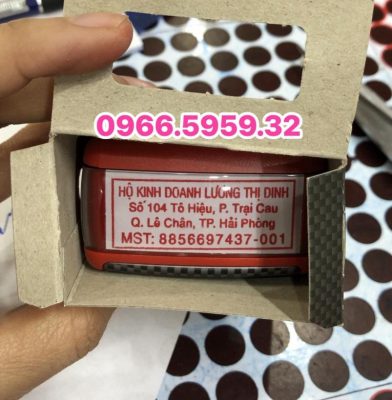 0966.5959.32
HỘ KINH DOANH LƯƠNG THỊ DINH
Số 104 Tô Hiệu, P. Trại Cau
Q. Lê Chân, TP. Hải Phòng
MST: 8856697437-001